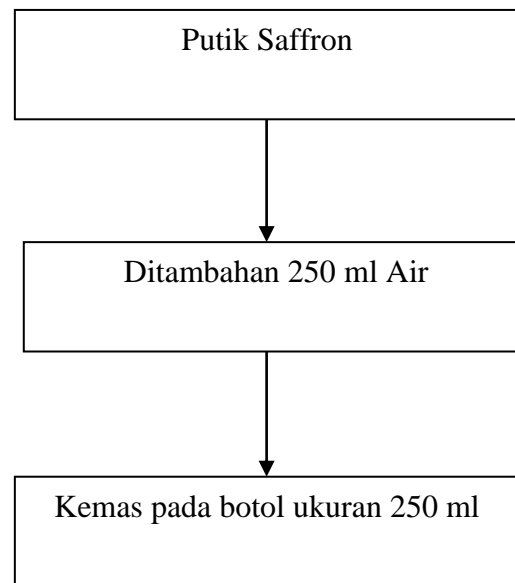 Putik Saffron
Ditambahan 250 ml Air
Kemas pada botol ukuran 250 ml